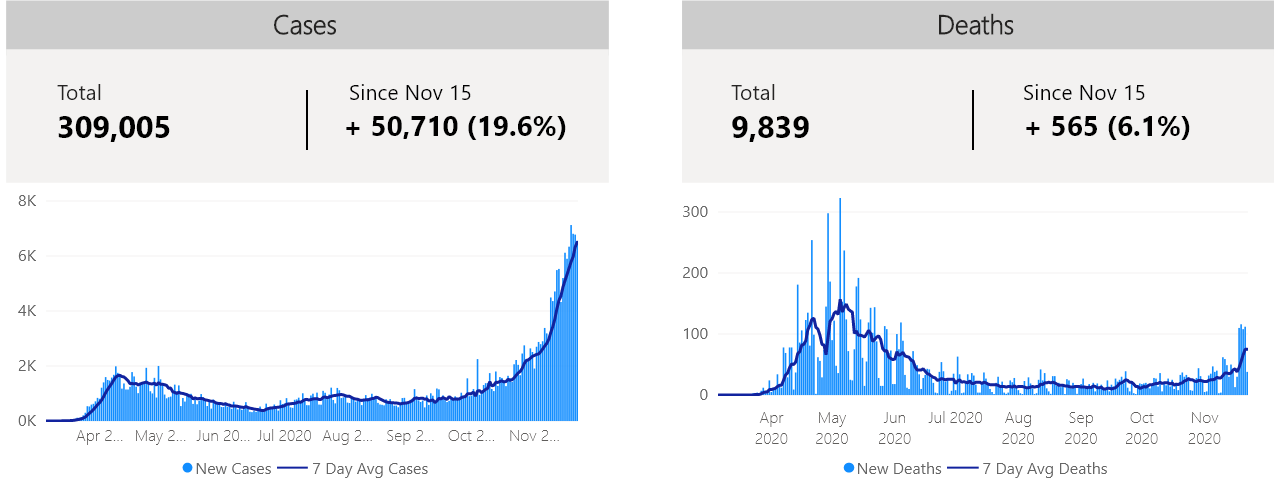 Cases
Total
309,005
Since Nov 15
+ 50,710 (19.6%)
8K
6K
4K
2K
0K
Apr 2...
May 2...
Jun 20...
Jul 2020
Aug 2...
Sep 2...
Oct 2...
Nov 2...
New Cases
7 Day Avg Cases
Deaths
Total
9,839
Since Nov 15
+ 565 (6.1%)
300
200
100
0
Apr
2020
May
2020
Jun
2020
Jul 2020
Aug
2020
Sep
2020
Oct
2020
Nov
2020
New Deaths
7 Day Avg Deaths